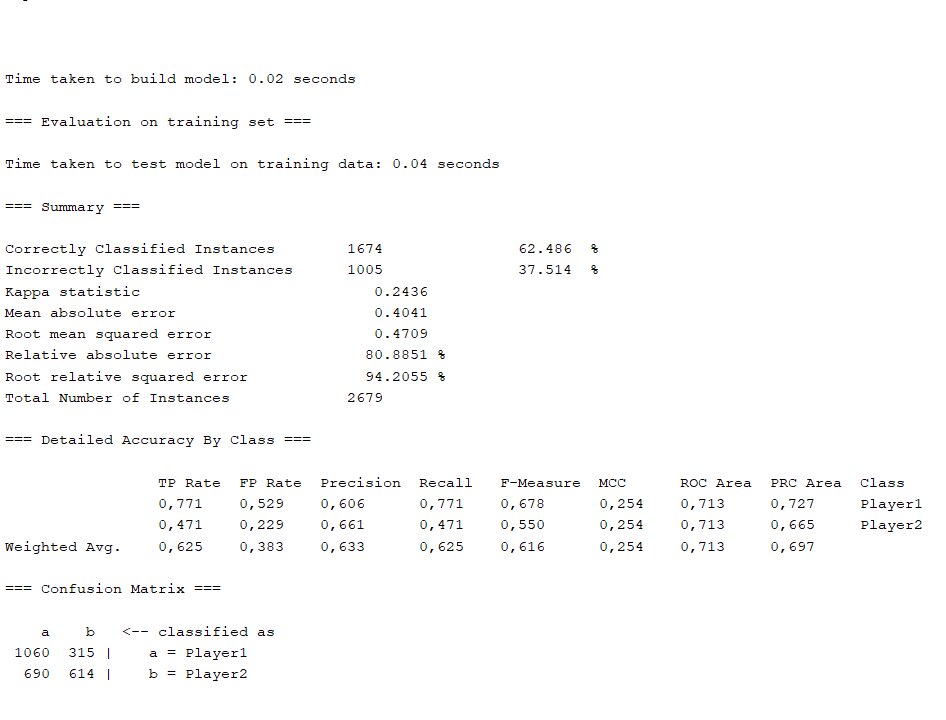 Time taken to build model: 0.02 seconds
=== Evaluation on training set ===
Time taken to test model on training data: 0.04 seconds
=== Summary ===
Correctly Classified Instances 1674 62.486 %
Incorrectly Classified Instances 1005 37.514 %
Kappa statistic 0.2436
Mean absolute error 0.4041
Root mean squared error 0.4709
Relative absolute error 80.8851 %
Root relative squared error 94.2055 %
Total Number of Instances 2679
=== Detailed Accuracy By Class ===
TP Rate FP Rate Precision Recall F-Measure MCC ROC Area PRC Area Class
0,771 0,529 0,606 0,771 0,678 0,254 0,713 0,727 Player1
0,471 0,229 0,661 0,471 0,550 0,254 0,713 0,665 Player2
Weighted Avg. 0,625 0,383 0,633 0,625 0,616 0,254 0,713 0,697
=== Confusion Matrix ===
a b <-- classified as
1060 315 | a = Player1
690 614 | b = Player2